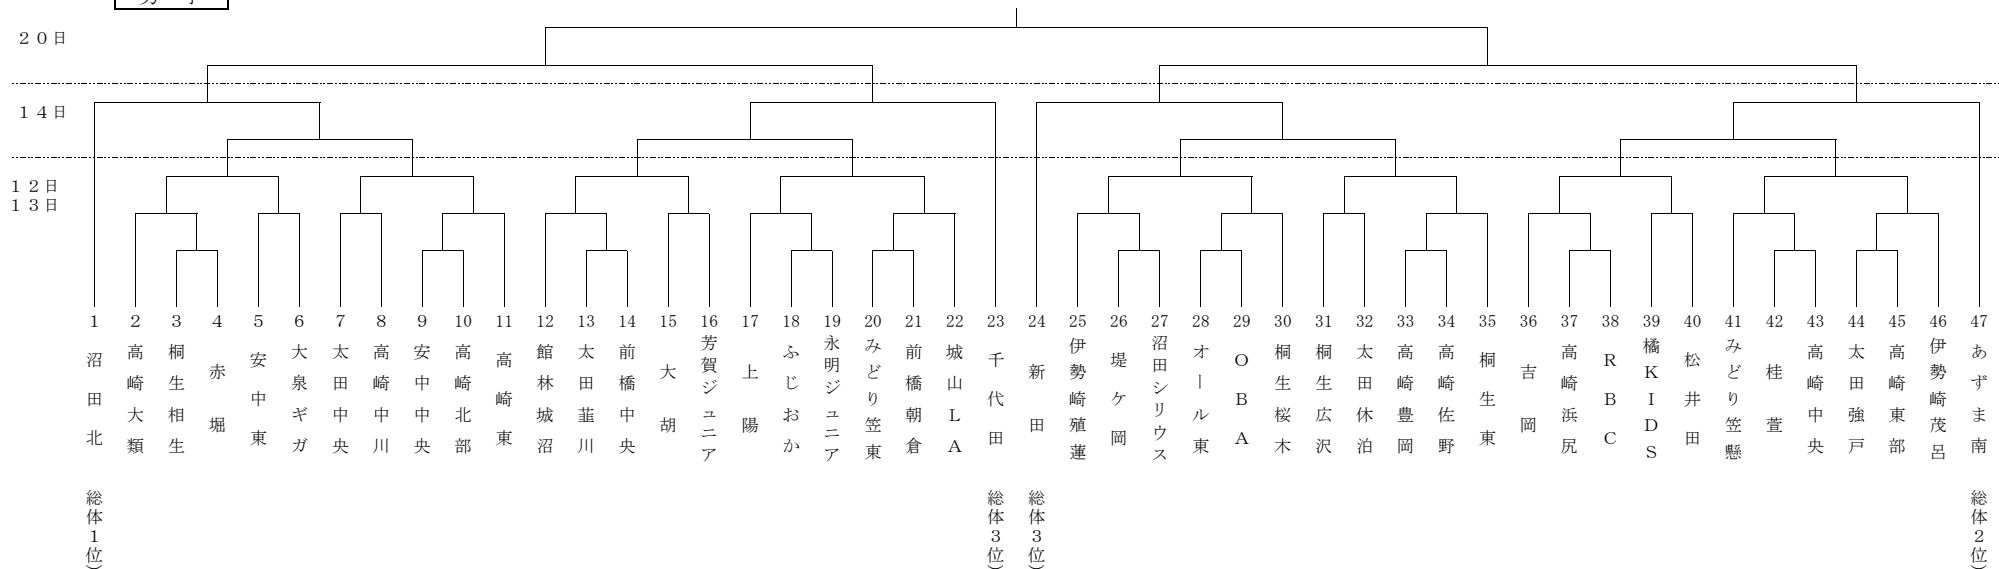 20日
14日
12日
13日
1 2 3 4 5 6 7 8 9 10 11 12 13 14 15 16 17 18 19 20 21 22 23 24 25 26 27 28 29 30 31 32 33 34 35 36 37 38 39 40 41 42 43 44 45 46 47
沼田北
高崎大類
桐生相生
赤堀
安中東
大泉ギガ
太田中央
高崎中川
安中中央
高崎北部
高崎東
館林城沼
太田韮川
前橋中央
大胡
芳賀ジュニア
上陽
ふじおか
永明ジュニア
みどり笠東
前橋朝倉
城山LA
千代田
新田
伊勢崎殖蓮
堤ケ岡
沼田シリウス
オール東
OBA
桐生桜木
桐生広沢
太田休泊
高崎豊岡
高崎佐野
桐生東
吉岡
高崎浜尻
RBC
橘KIDS
松井田
みどり笠懸
桂萱
高崎中央
太田強戸
高崎東部
伊勢崎茂呂
あずま南
総体1位)
総体3位)
総体3位)
総体2位)